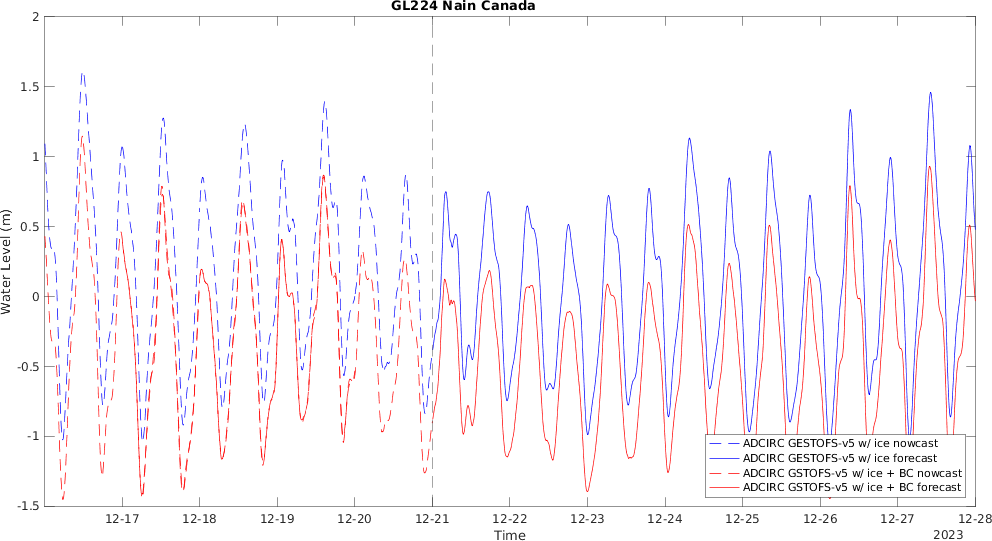 GL224 Nain Canada
2
1.5
1
0.5
0
-0.5
-1
-1.5
Water Level (m)
12-17 12-18 12-19 12-20 12-21 12-22 12-23 12-24 12-25 12-26 12-27 12-28
Time
2023
ADCIRC GESTOFS-v5 w/ ice nowcast
ADCIRC GESTOFS-v5 w/ ice forecast
ADCIRC GSTOFS-v5 w/ ice + BC nowcast
ADCIRC GSTOFS-v5 w/ ice + BC forecast